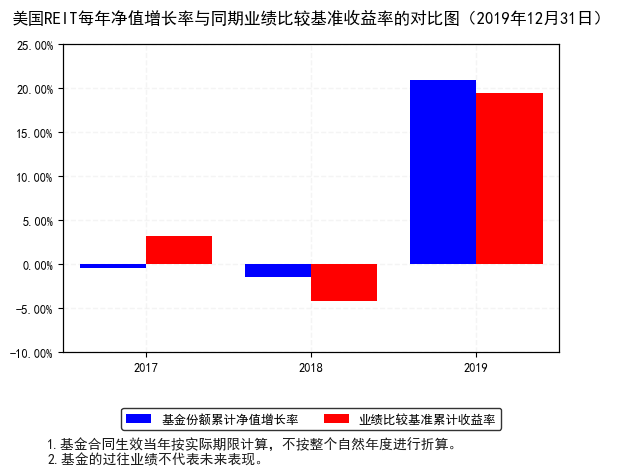 美国REIT每年净值增长率与同期业绩比较基准收益率的对比图（2019年12月31日）
25.00%
20.00%
15.00%
10.00%
5.00%
0.00%
-5.00%
-10.00%
2017 2018 2019
基金份额累计净值增长率 业绩比较基准累计收益率
1.基金合同生效当年按实际期限计算，不按整个自然年度进行折算。
2.基金的过往业绩不代表未来表现。